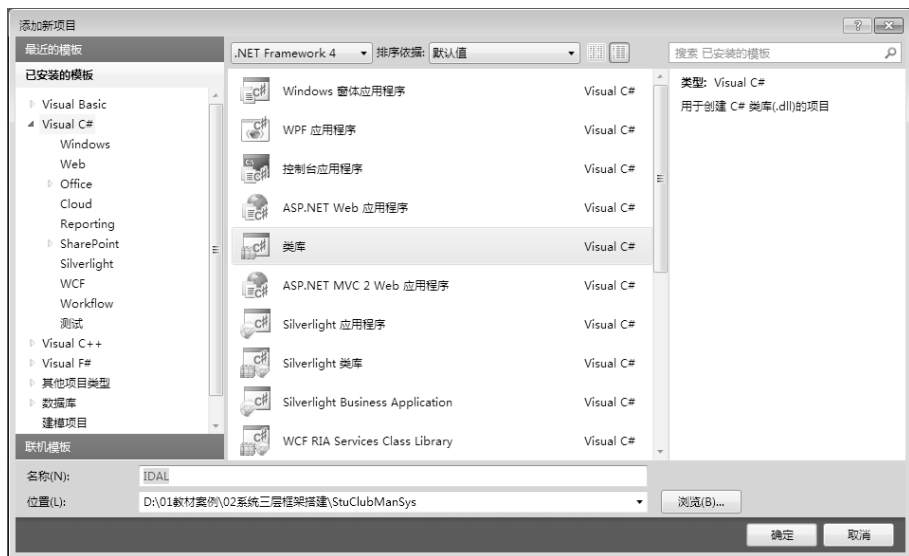 添加新项目
最近的模板
.NET Framework 4
排序依据: 默认值
搜索 已安装的模板
已安装的模板
Visual Basic
Visual C#
Windows
Web
Office
Cloud
Reporting
SharePoint
Silverlight
WCF
Workflow
测试
Visual C++
Visual F#
其他项目类型
数据库
建模项目
联机模板
Windows 窗体应用程序 Visual C#
WPF 应用程序 Visual C#
控制台应用程序 Visual C#
ASP.NET Web 应用程序 Visual C#
类库 Visual C#
ASP.NET MVC 2 Web 应用程序 Visual C#
Silverlight 应用程序 Visual C#
Silverlight 类库 Visual C#
Silverlight Business Application Visual C#
WCF RIA Services Class Library Visual C#
类型: Visual C#
用于创建 C# 类库(.dll)的项目
名称(N): IDAL
位置(L): D:\01教材案例\02系统三层框架搭建\StuClubManSys
浏览(B)...
确定 取消